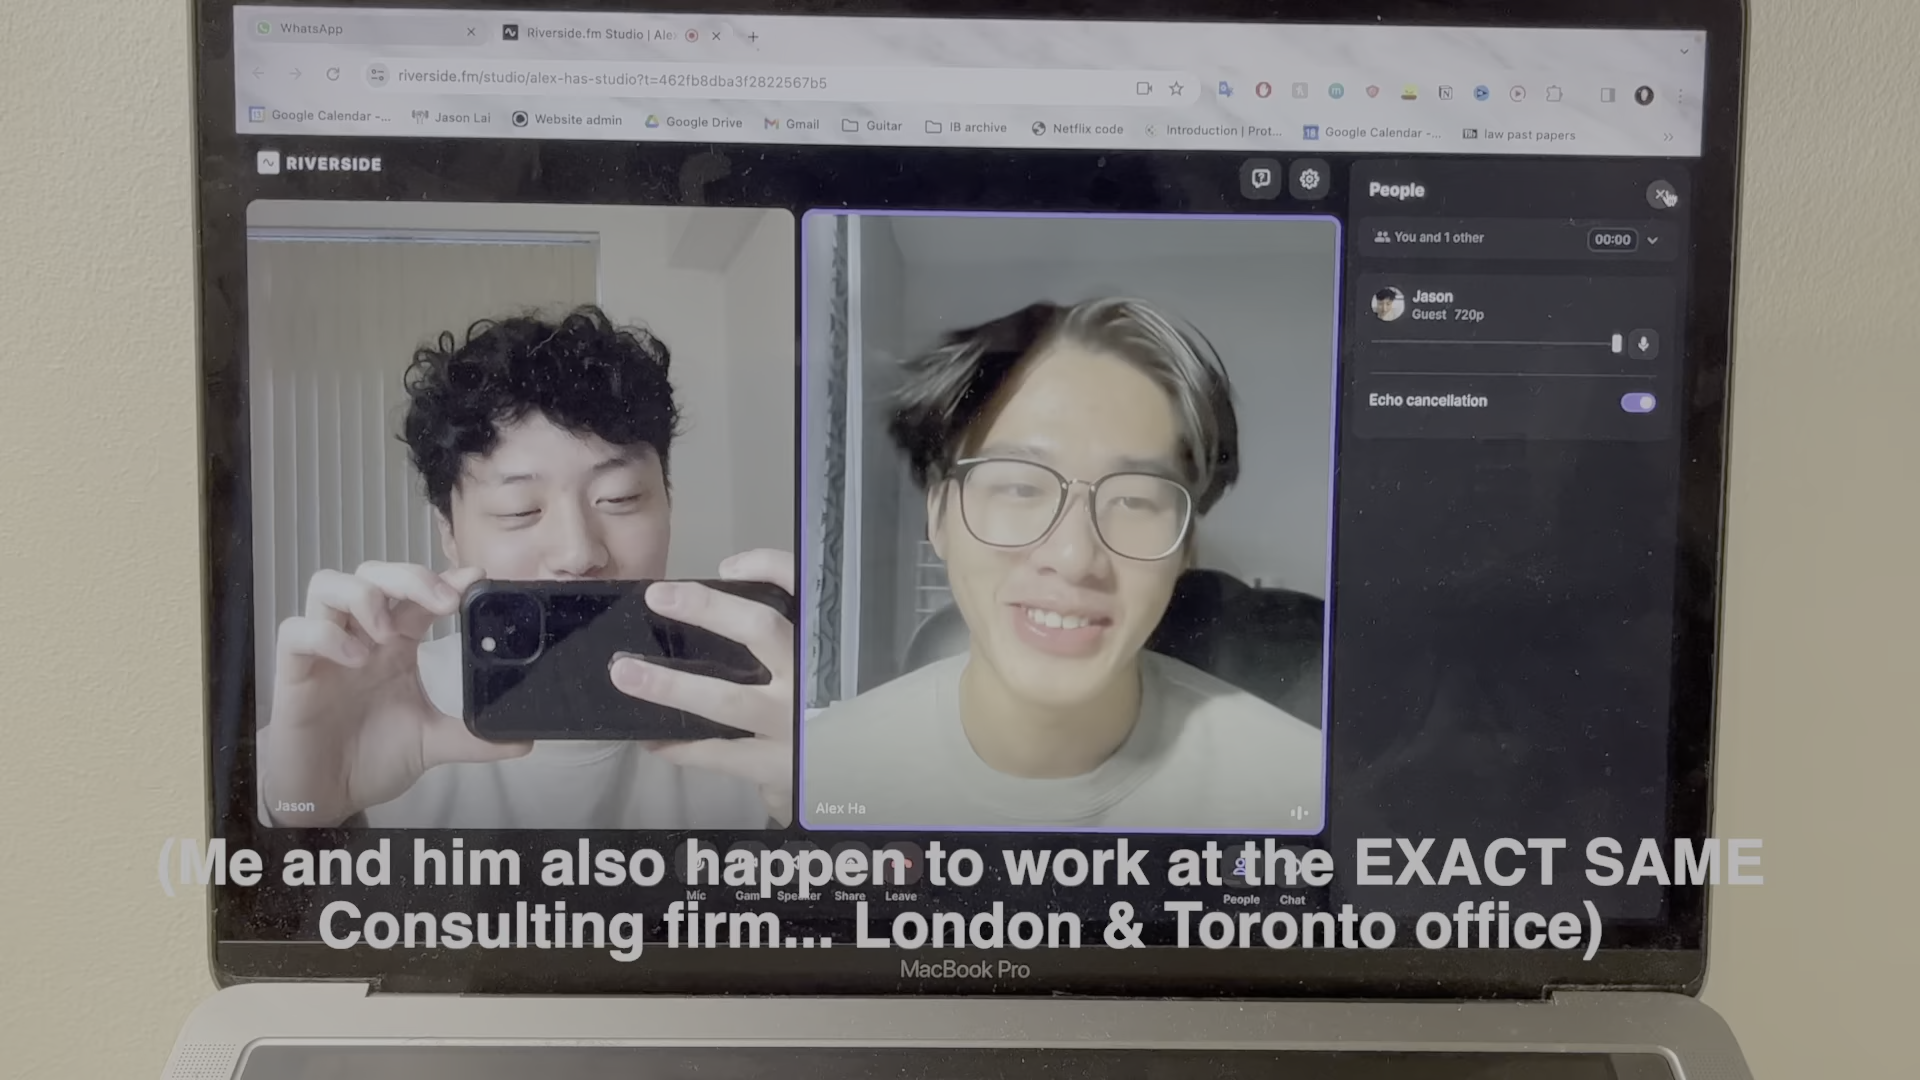 WhatsApp
Riverside.fm Studio | Ale
riverside.fm/studio/alex-has-studio?t=462fb8dba3f2822567b5
Google Calendar -...
Jason Lai
Website admin
Google Drive
Gmail
Guitar
IB archive
Netflix code
Introduction | Prot...
18 Google Calendar -...
law past papers
RIVERSIDE
People
You and 1 other
00:00
Jason
Guest 720p
Echo cancellation
Jason
Alex Ha
(Me and him also happen to work at the EXACT SAME
Mic
Cam
Speaker
Share
Leave
People
Chat
Consulting firm... London & Toronto office)
MacBook Pro